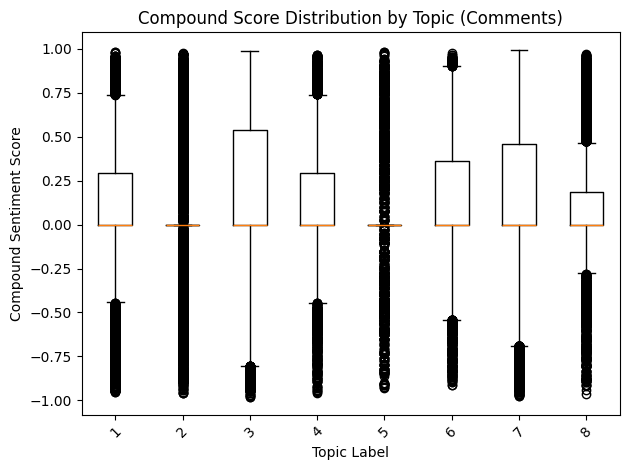 Compound Score Distribution by Topic (Comments)
Compound Sentiment Score
1.00
0.75
0.50
0.25
0.00
−0.25
−0.50
−0.75
−1.00
1 2 3 4 5 6 7 8
Topic Label